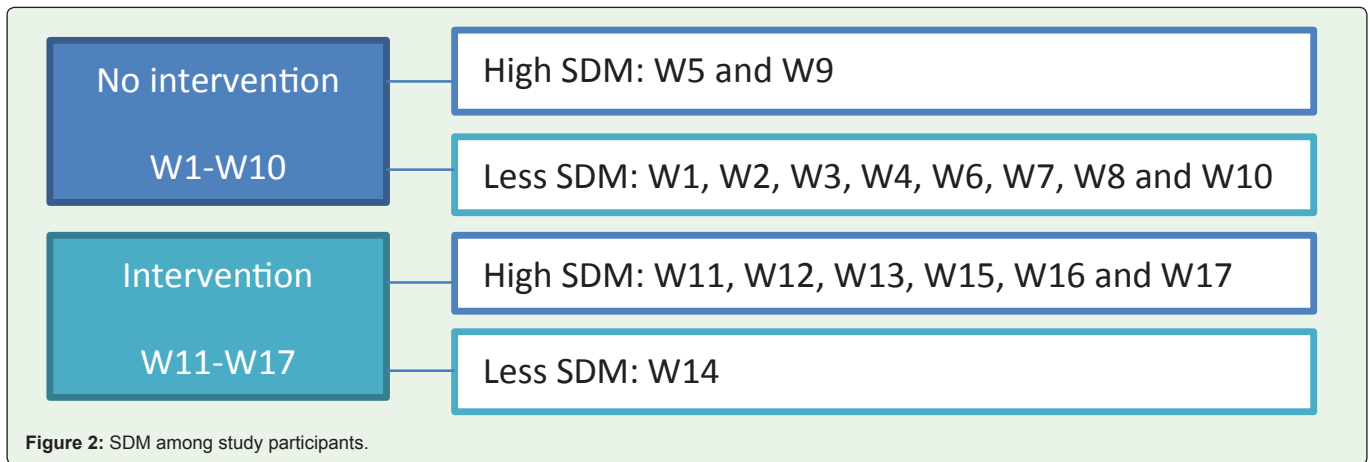 No intervention
W1-W10
High SDM: W5 and W9
Less SDM: W1, W2, W3, W4, W6, W7, W8 and W10
Intervention
W11-W17
High SDM: W11, W12, W13, W15, W16 and W17
Less SDM: W14
Figure 2: SDM among study participants.